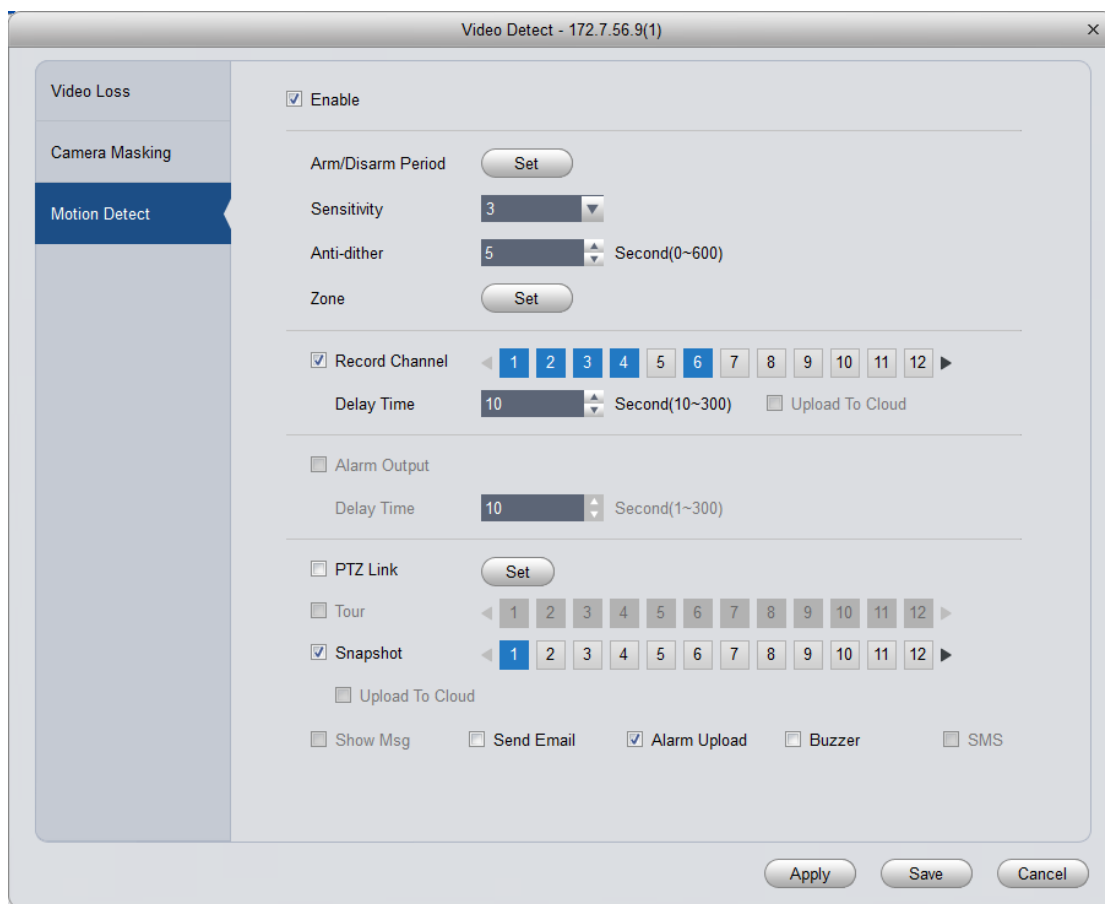 Video Detect - 172.7.56.9(1)
Video Loss
Camera Masking
Motion Detect
Enable
Arm/Disarm Period Set
Sensitivity 3
Anti-dither 5 Second(0~600)
Zone Set
Record Channel 1 2 3 4 5 6 7 8 9 10 11 12
Delay Time 10 Second(10~300) Upload To Cloud
Alarm Output
Delay Time 10 Second(1~300)
PTZ Link Set
Tour 1 2 3 4 5 6 7 8 9 10 11 12
Snapshot 1 2 3 4 5 6 7 8 9 10 11 12
Upload To Cloud
Show Msg Send Email Alarm Upload Buzzer SMS
Apply Save Cancel